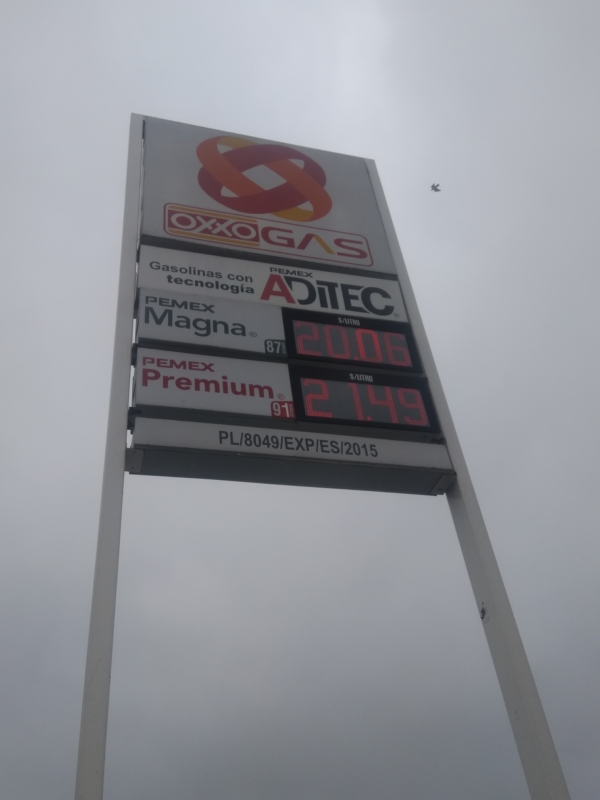 OXXO GAS
Gasolinas con
tecnología
PEMEX
ADITEC
PEMEX
Magna
87
$/LITRO
20.06
PEMEX
Premium
91
$/LITRO
21.49
PL/8049/EXP/ES/2015